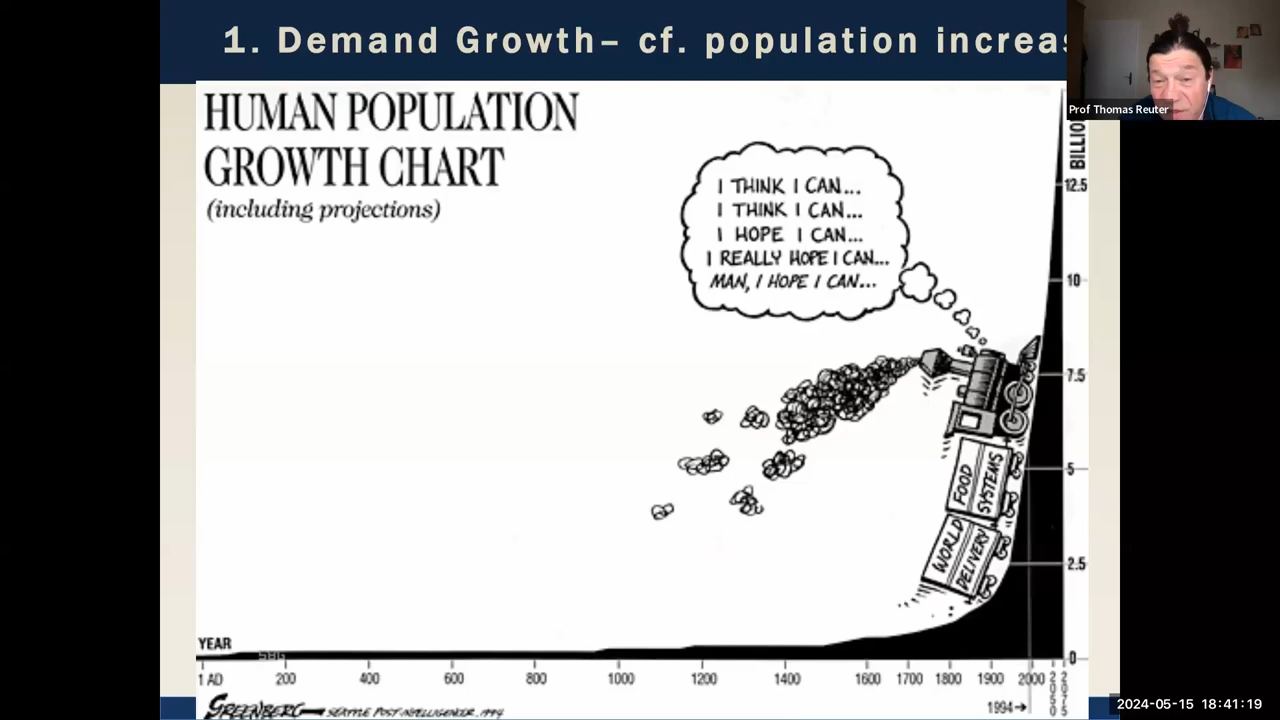 1. Demand Growth– cf. population increas
Prof Thomas Reuter
HUMAN POPULATION
GROWTH CHART
(including projections)
BILLIO
I THINK I CAN...
I THINK I CAN...
I HOPE I CAN...
I REALLY HOPE I CAN...
MAN, I HOPE I CAN...
12.5
10
7.5
5
2.5
0
FOOD
SYSTEMS
WORLD
DELIVERY
YEAR
1 AD 200 400 600 800 1000 1200 1400 1600 1700 1800 1900 2000 2050 2075
1994→
GREENBERG— SEATTLE POST-INTELLIGENCER, 1994
2024-05-15 18:41:19